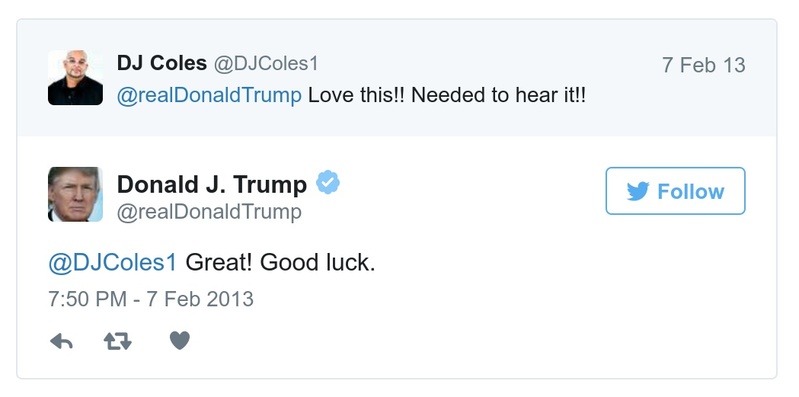 DJ Coles @DJColes1 7 Feb 13
@realDonaldTrump Love this!! Needed to hear it!!
Donald J. Trump
@realDonaldTrump
Follow
@DJColes1 Great! Good luck.
7:50 PM - 7 Feb 2013